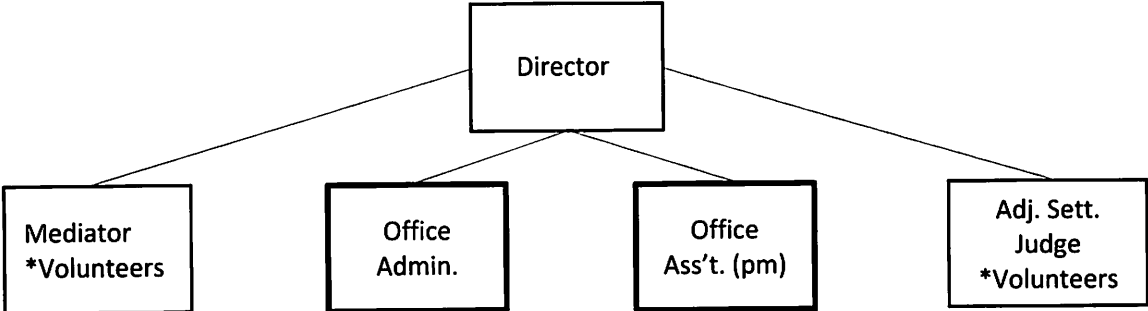 Director
Mediator
*Volunteers
Office
Admin.
Office
Ass’t. (pm)
Adj. Sett.
Judge
*Volunteers